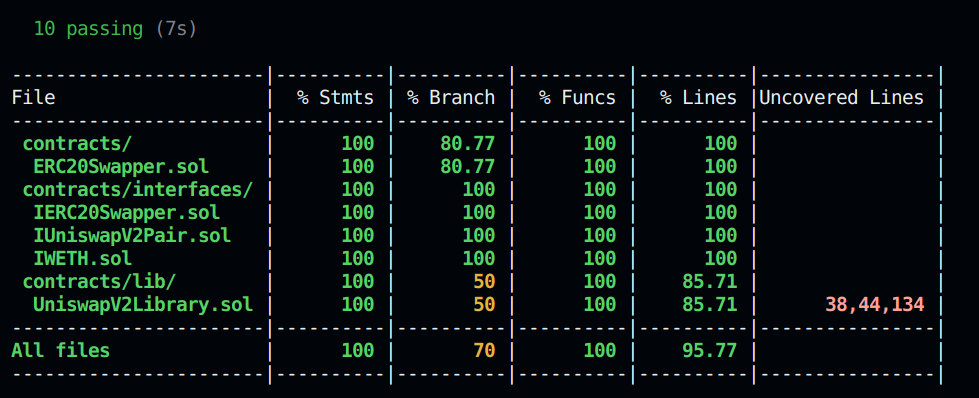 10 passing (7s)
-----------------------|----------|----------|----------|----------|----------------|
File                   |  % Stmts | % Branch |  % Funcs |  % Lines |Uncovered Lines |
-----------------------|----------|----------|----------|----------|----------------|
 contracts/            |      100 |    80.77 |      100 |      100 |                |
  ERC20Swapper.sol     |      100 |    80.77 |      100 |      100 |                |
 contracts/interfaces/ |      100 |      100 |      100 |      100 |                |
  IERC20Swapper.sol    |      100 |      100 |      100 |      100 |                |
  IUniswapV2Pair.sol   |      100 |      100 |      100 |      100 |                |
  IWETH.sol            |      100 |      100 |      100 |      100 |                |
 contracts/lib/        |      100 |       50 |      100 |    85.71 |                |
  UniswapV2Library.sol |      100 |       50 |      100 |    85.71 |      38,44,134 |
-----------------------|----------|----------|----------|----------|----------------|
All files              |      100 |       70 |      100 |    95.77 |                |
-----------------------|----------|----------|----------|----------|----------------|